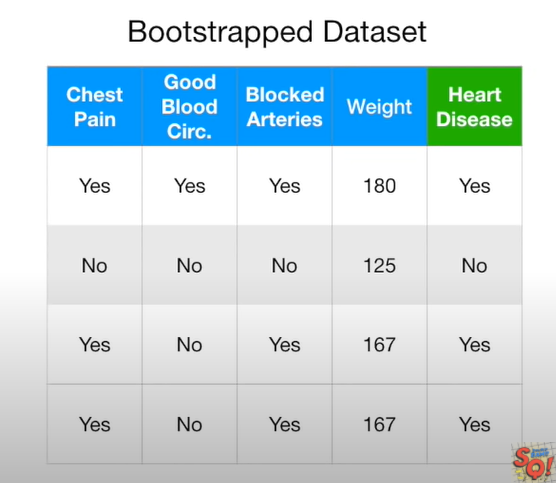 Bootstrapped Dataset
Chest Pain Good Blood Circ. Blocked Arteries Weight Heart Disease
Yes Yes Yes 180 Yes
No No No 125 No
Yes No Yes 167 Yes
Yes No Yes 167 Yes
SQ!